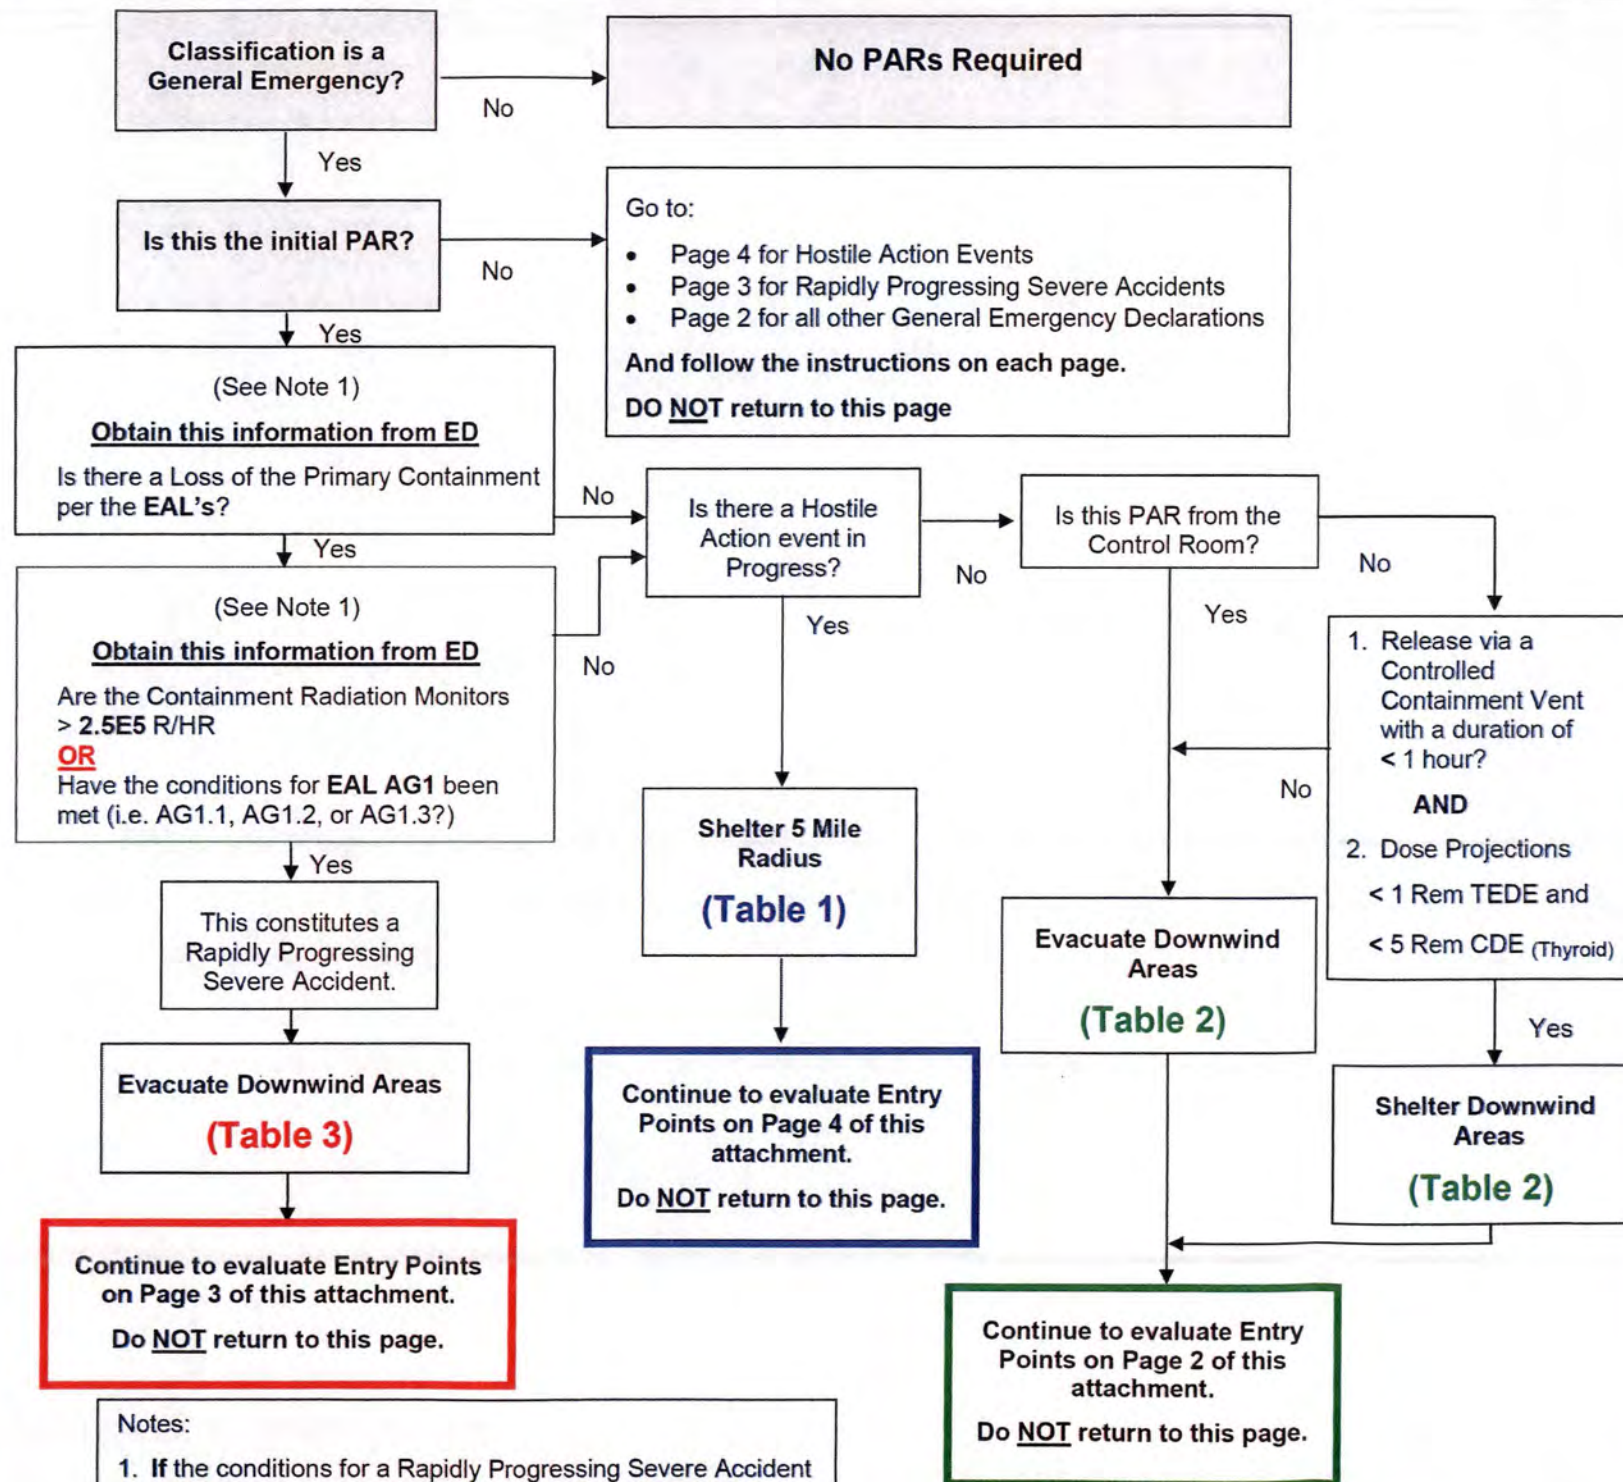 Classification is a
General Emergency?
No
No PARs Required
Yes
Is this the initial PAR?
No
Go to:
• Page 4 for Hostile Action Events
• Page 3 for Rapidly Progressing Severe Accidents
• Page 2 for all other General Emergency Declarations
And follow the instructions on each page.
DO NOT return to this page
Yes
(See Note 1)
Obtain this information from ED
Is there a Loss of the Primary Containment
per the EAL's?
No
Yes
(See Note 1)
Obtain this information from ED
Are the Containment Radiation Monitors
> 2.5E5 R/HR
OR
Have the conditions for EAL AG1 been
met (i.e. AG1.1, AG1.2, or AG1.3?)
No
Yes
This constitutes a
Rapidly Progressing
Severe Accident.
Evacuate Downwind Areas
(Table 3)
Continue to evaluate Entry Points
on Page 3 of this attachment.
Do NOT return to this page.
Is there a Hostile
Action event in
Progress?
No
Yes
Shelter 5 Mile
Radius
(Table 1)
Continue to evaluate Entry
Points on Page 4 of this
attachment.
Do NOT return to this page.
Is this PAR from the
Control Room?
No
Yes
1. Release via a
Controlled
Containment Vent
with a duration of
< 1 hour?
AND
2. Dose Projections
< 1 Rem TEDE and
< 5 Rem CDE (Thyroid)
No
Yes
Evacuate Downwind
Areas
(Table 2)
Shelter Downwind
Areas
(Table 2)
Continue to evaluate Entry
Points on Page 2 of this
attachment.
Do NOT return to this page.
Notes:
1. If the conditions for a Rapidly Progressing Severe Accident